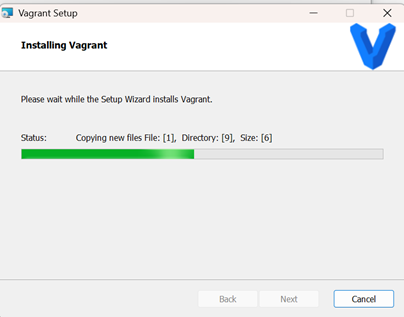 Vagrant Setup
Installing Vagrant
Please wait while the Setup Wizard installs Vagrant.
Status: Copying new files File: [1], Directory: [9], Size: [6]
Back Next Cancel